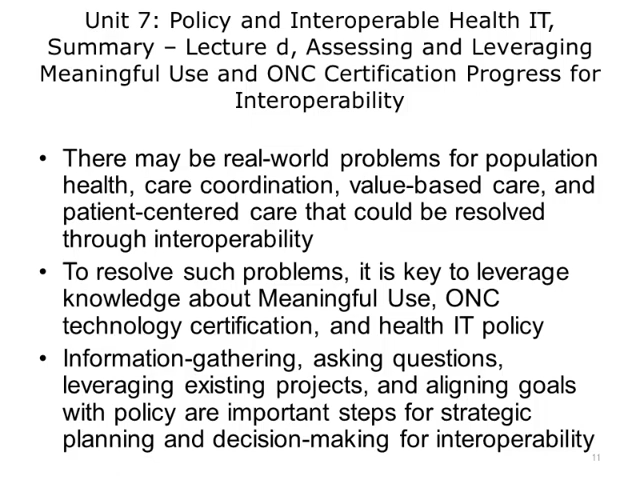 Unit 7: Policy and Interoperable Health IT,
Summary – Lecture d, Assessing and Leveraging
Meaningful Use and ONC Certification Progress for
Interoperability
• There may be real-world problems for population
health, care coordination, value-based care, and
patient-centered care that could be resolved
through interoperability
• To resolve such problems, it is key to leverage
knowledge about Meaningful Use, ONC
technology certification, and health IT policy
• Information-gathering, asking questions,
leveraging existing projects, and aligning goals
with policy are important steps for strategic
planning and decision-making for interoperability
11